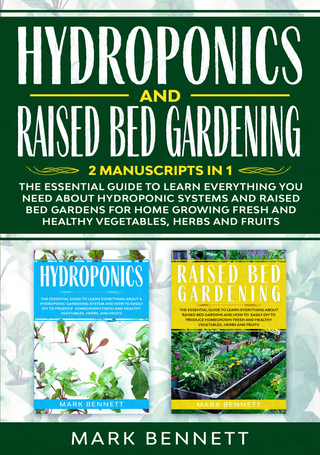 HYDROPONICS
AND
RAISED BED GARDENING
2 MANUSCRIPTS IN 1
THE ESSENTIAL GUIDE TO LEARN EVERYTHING YOU
NEED ABOUT HYDROPONIC SYSTEMS AND RAISED
BED GARDENS FOR HOME GROWING FRESH AND
HEALTHY VEGETABLES, HERBS AND FRUITS
HYDROPONICS
THE ESSENTIAL GUIDE TO LEARN EVERYTHING ABOUT A
HYDROPONIC GARDENING SYSTEM AND HOW TO EASILY
DIY TO PRODUCE HOMEGROWN FRESH AND HEALTHY
VEGETABLES, HERBS, AND FRUITS
MARK BENNETT
RAISED BED
GARDENING
THE ESSENTIAL GUIDE TO LEARN EVERYTHING ABOUT
RAISED BED GARDENS AND HOW TO EASILY DIY TO
PRODUCE HOMEGROWN FRESH AND HEALTHY
VEGETABLES, HERBS AND FRUITS
MARK BENNETT
MARK BENNETT